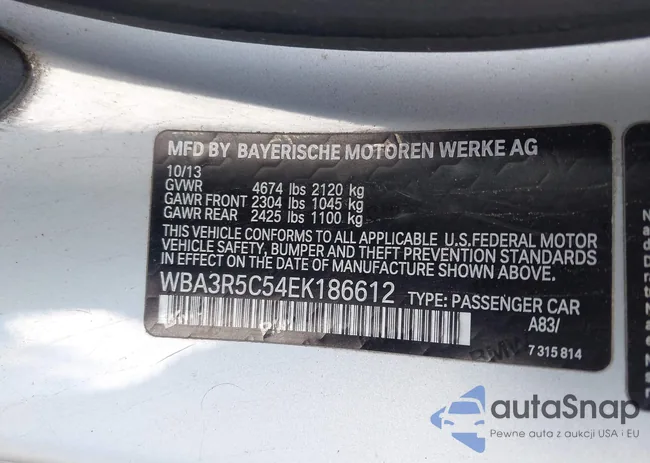 MFD BY BAYERISCHE MOTOREN WERKE AG
10/13
GVWR 4674 lbs 2120 kg
GAWR FRONT 2304 lbs 1045 kg
GAWR REAR 2425 lbs 1100 kg
THIS VEHICLE CONFORMS TO ALL APPLICABLE U.S.FEDERAL MOTOR
VEHICLE SAFETY, BUMPER AND THEFT PREVENTION STANDARDS
IN EFFECT ON THE DATE OF MANUFACTURE SHOWN ABOVE.
WBA3R5C54EK186612 TYPE: PASSENGER CAR
A83/
BMW 7 315 814
autaSnap
Pewne auta z aukcji USA i EU